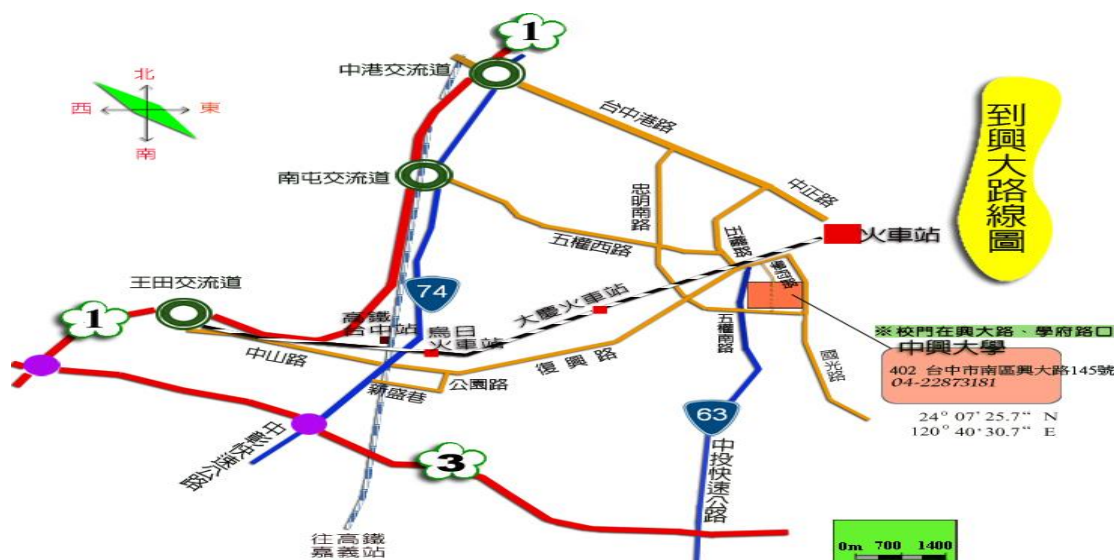 1
中港交流道
北
西 東
南
台中港路
到興大路線圖
南屯交流道
忠明南路
中正路
五權西路
五權路
火車站
學府路
王田交流道
74
大慶火車站
1
高鐵
台中站
烏日
火車站
五權南路
※校門在興大路、學府路口
中興大學
中山路
復興路
國光路
402 台中市南區興大路145號
04-22873181
公園路
新盛巷
24° 07' 25.7“ N
120° 40' 30.7“ E
63
中彰快速公路
3
中投快速公路
往高鐵
嘉義站
0m 700 1400